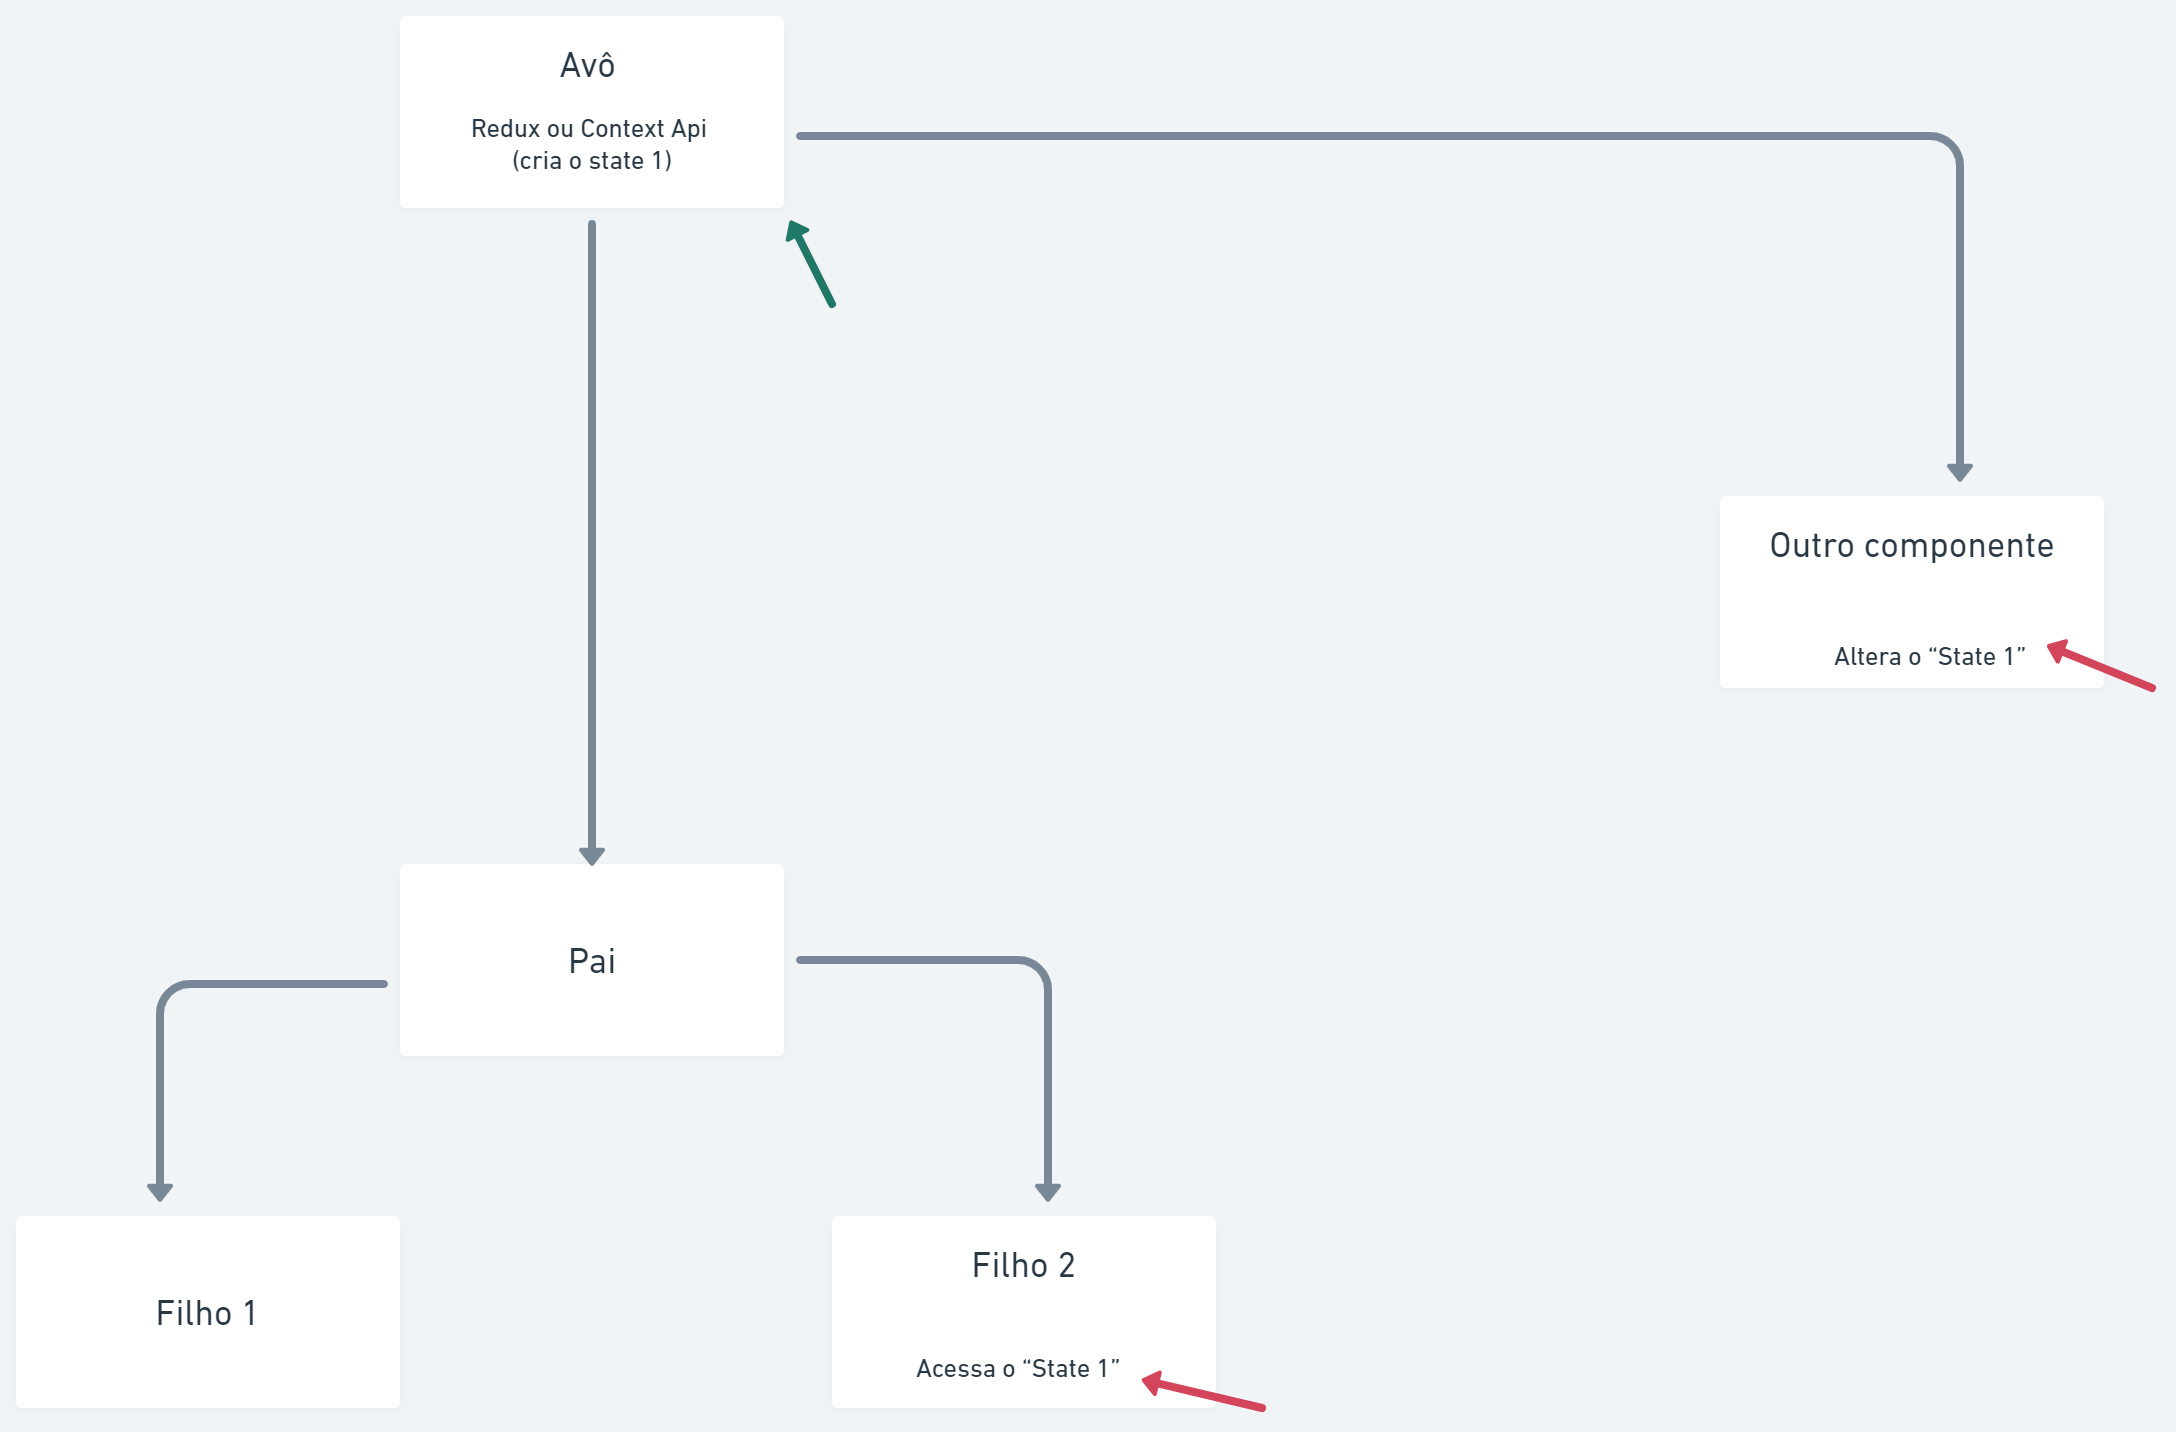 Avô
Redux ou Context Api
(cria o state 1)
Outro componente
Altera o “State 1”
Pai
Filho 1
Filho 2
Acessa o “State 1”